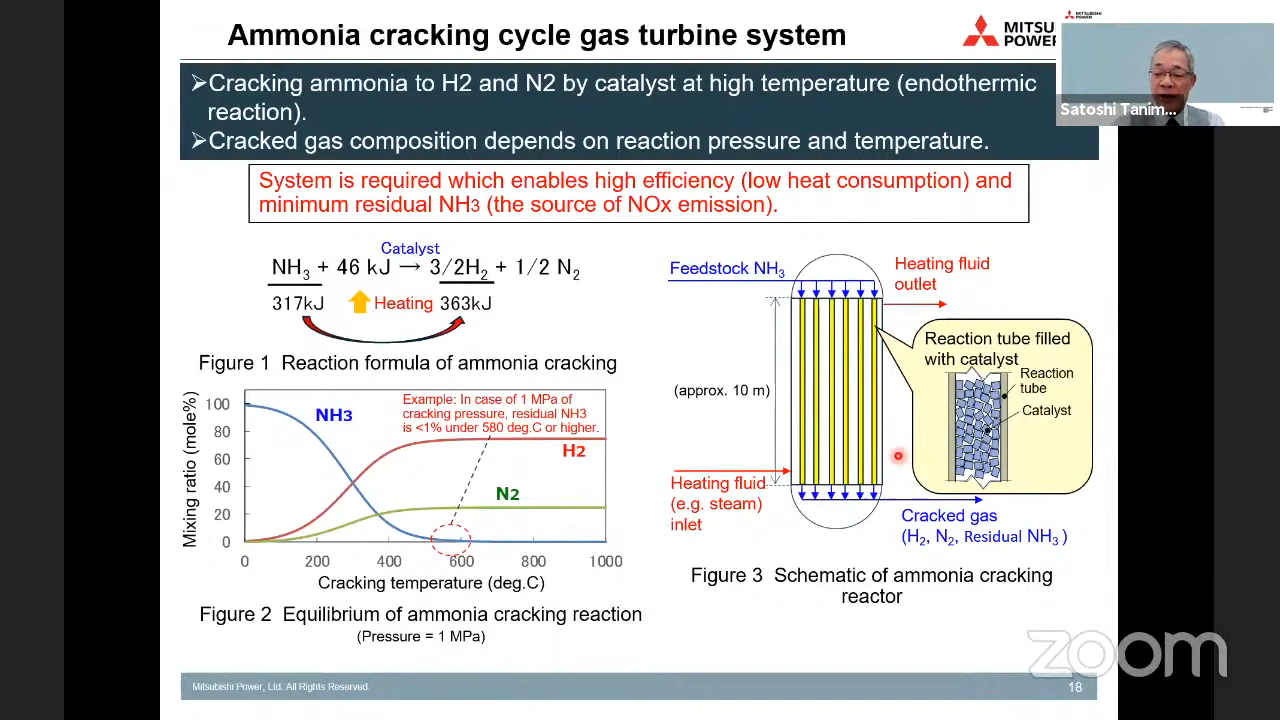 Ammonia cracking cycle gas turbine system
MITSUBISHI
MITSU
POWER
Satoshi Tanim...
➢Cracking ammonia to H2 and N2 by catalyst at high temperature (endothermic
reaction).
➢Cracked gas composition depends on reaction pressure and temperature.
System is required which enables high efficiency (low heat consumption) and
minimum residual NH3 (the source of NOx emission).
Catalyst
NH3 + 46 kJ → 3/2H2 + 1/2 N2
317kJ Heating 363kJ
Figure 1 Reaction formula of ammonia cracking
Mixing ratio (mole%)
100
80
60
40
20
0
NH3
Example: In case of 1 MPa of
cracking pressure, residual NH3
is <1% under 580 deg.C or higher.
H2
N2
0 200 400 600 800 1000
Cracking temperature (deg.C)
Figure 2 Equilibrium of ammonia cracking reaction
(Pressure = 1 MPa)
Feedstock NH3
Heating fluid
outlet
(approx. 10 m)
Reaction tube filled
with catalyst
Reaction
tube
Catalyst
Heating fluid
(e.g. steam)
inlet
Cracked gas
(H2, N2, Residual NH3 )
Figure 3 Schematic of ammonia cracking
reactor
zoom
Mitsubishi Power, Ltd. All Rights Reserved.
18